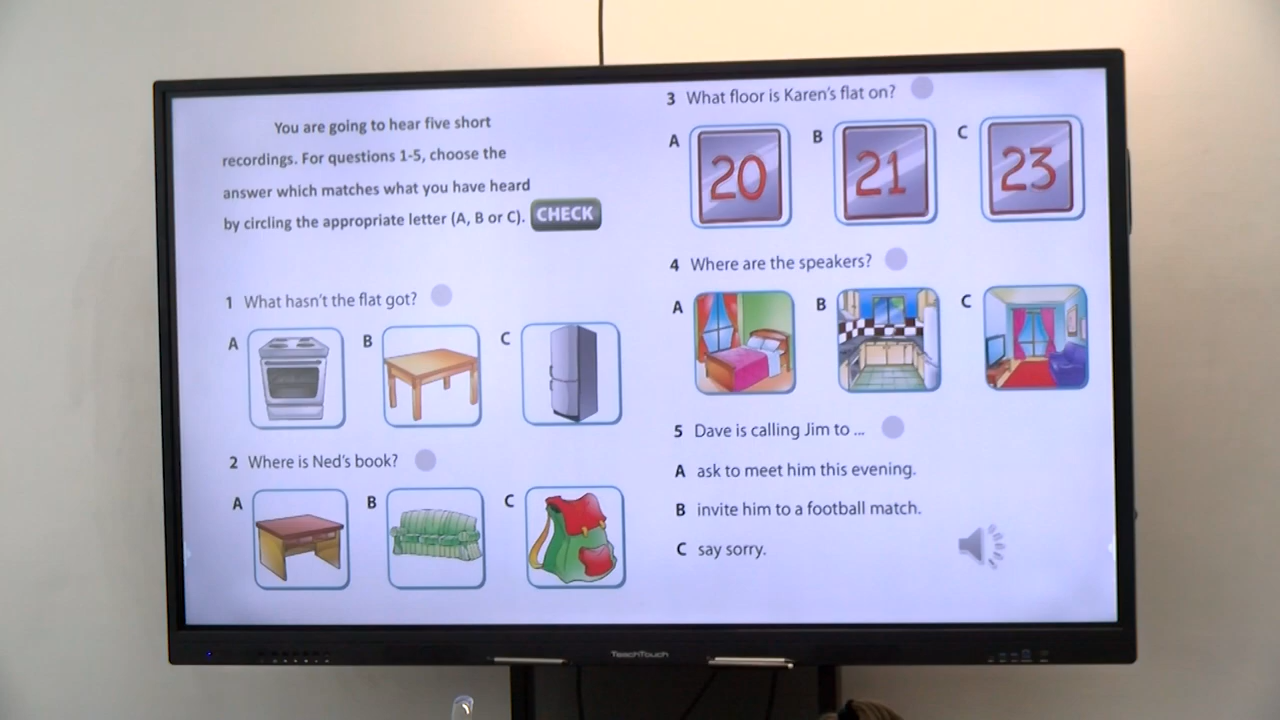 You are going to hear five short
recordings. For questions 1-5, choose the
answer which matches what you have heard
by circling the appropriate letter (A, B or C). CHECK
1 What hasn't the flat got?
A B C
2 Where is Ned's book?
A B C
3 What floor is Karen's flat on?
A 20 B 21 C 23
4 Where are the speakers?
A B C
5 Dave is calling Jim to ...
A ask to meet him this evening.
B invite him to a football match.
C say sorry.
TeachTouch